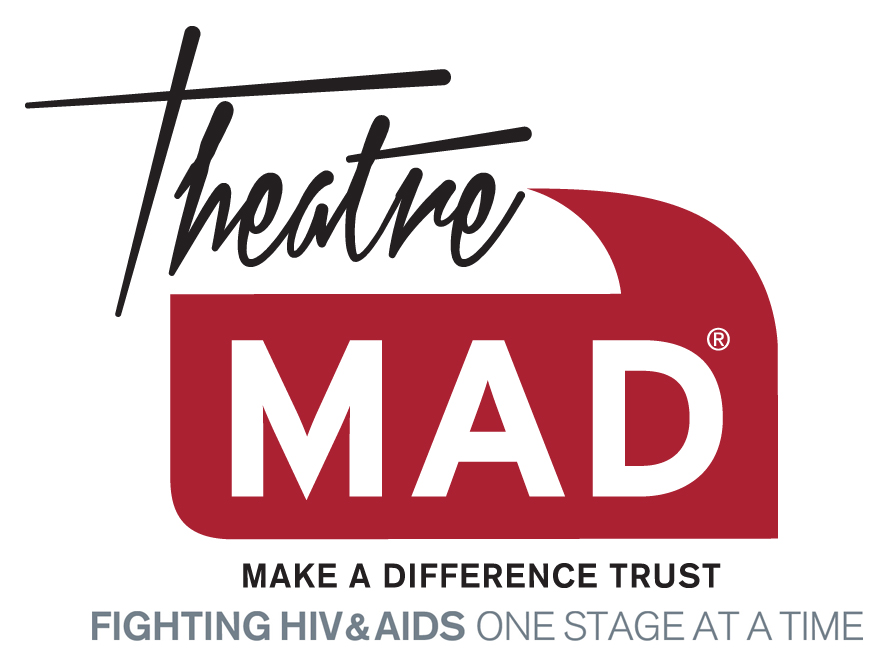 Theatre
MAD®
MAKE A DIFFERENCE TRUST
FIGHTING HIV & AIDS ONE STAGE AT A TIME